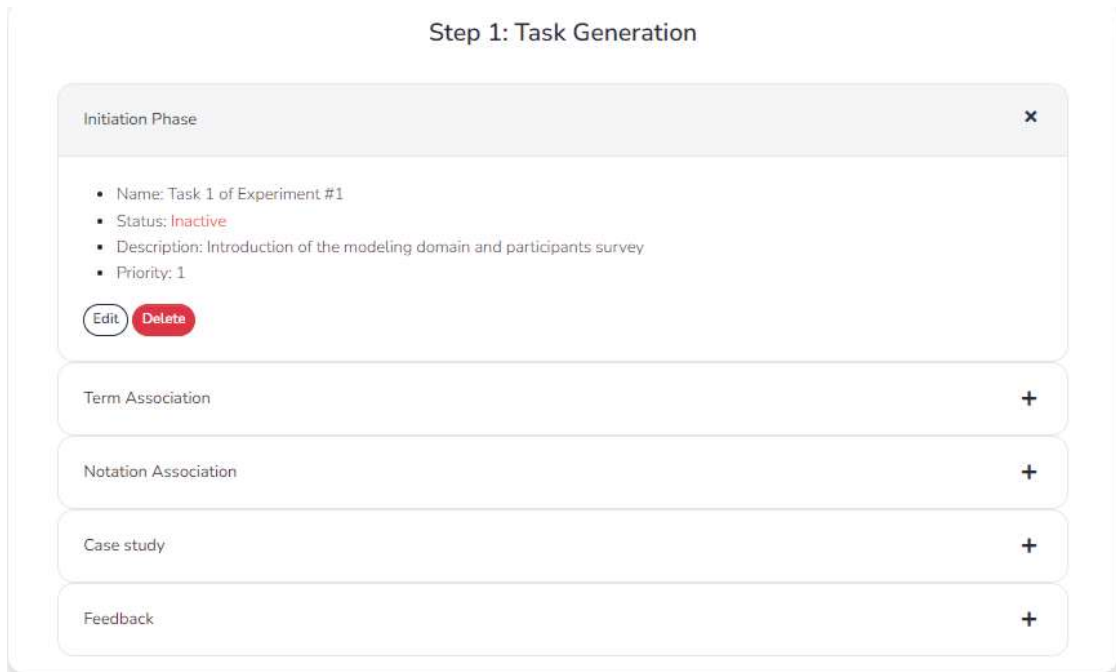 Step 1: Task Generation
Initiation Phase
Name: Task 1 of Experiment #1
Status: Inactive
Description: Introduction of the modeling domain and participants survey
Priority: 1
Edit Delete
Term Association
Notation Association
Case study
Feedback